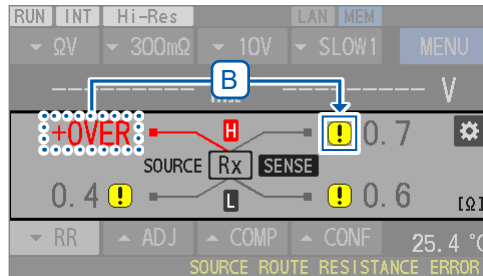 RUN INT Hi-Res LAN MEM
ΩV 300mΩ 10V SLOW1 MENU
B
V
+OVER H 0.7
SOURCE Rx SENSE
0.4 ! L ! 0.6 [Ω]
RR ADJ COMP CONF 25.4 °C
SOURCE ROUTE RESISTANCE ERROR